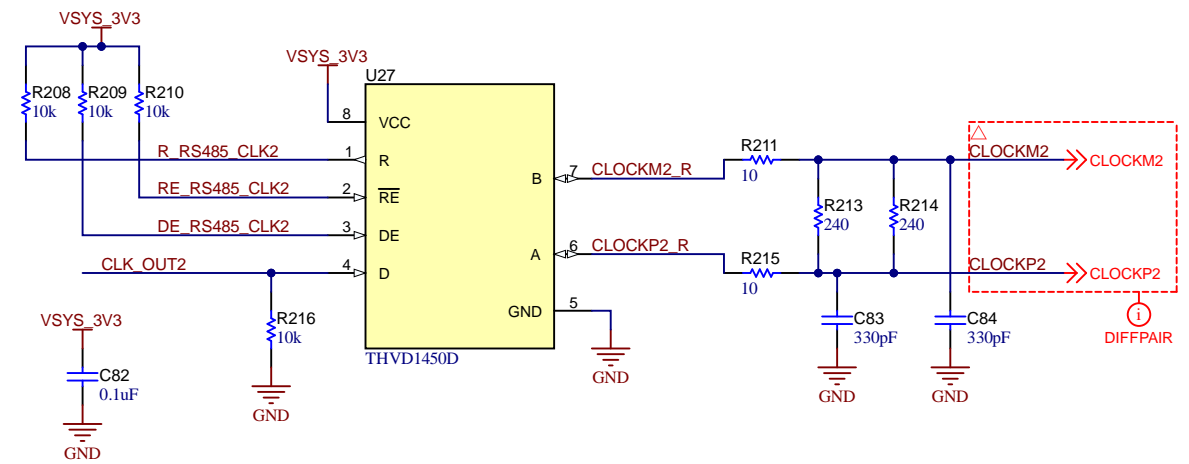 VSYS_3V3
R208
10k
R209
10k
R210
10k
VSYS_3V3
U27
8
VCC
R_RS485_CLK2
1
R
RE_RS485_CLK2
2
RE
DE_RS485_CLK2
3
DE
CLK_OUT2
4
D
B
7
CLOCKM2_R
A
6
CLOCKP2_R
GND
5
GND
THVD1450D
R216
10k
GND
VSYS_3V3
C82
0.1uF
GND
R211
10
R215
10
R213
240
R214
240
CLOCKM2
CLOCKM2
CLOCKP2
CLOCKP2
C83
330pF
GND
C84
330pF
GND
i
DIFFPAIR